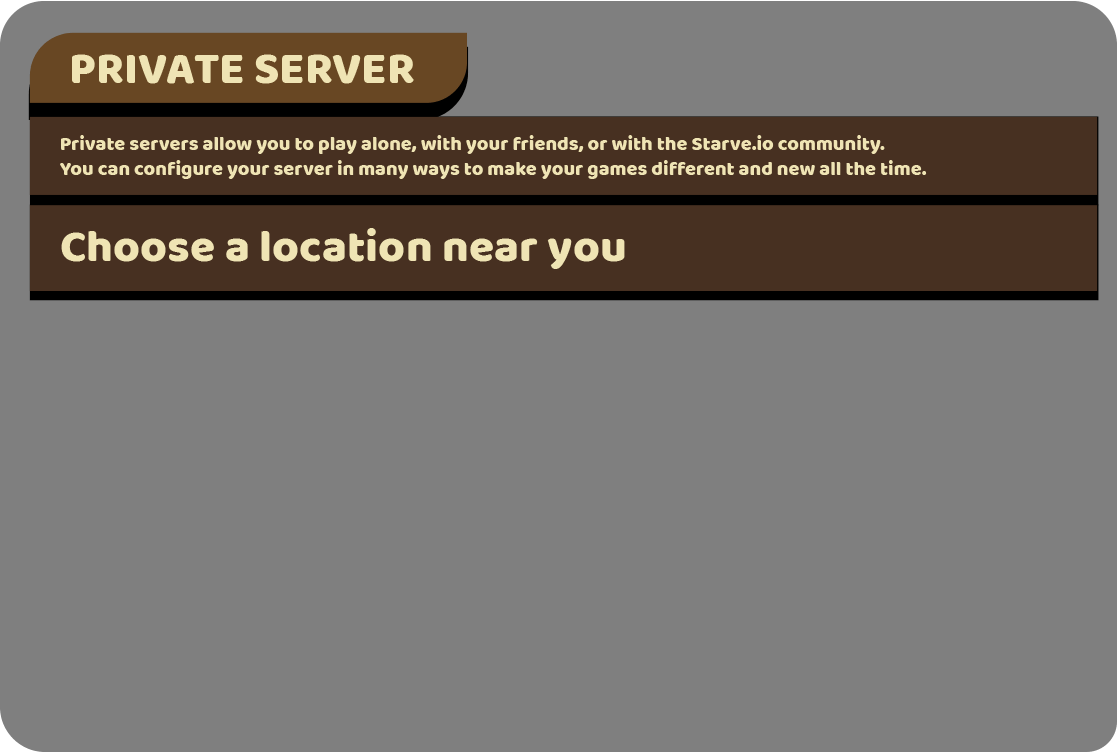 PRIVATE SERVER
Private servers allow you to play alone, with your friends, or with the Starve.io community.
You can configure your server in many ways to make your games different and new all the time.
Choose a location near you